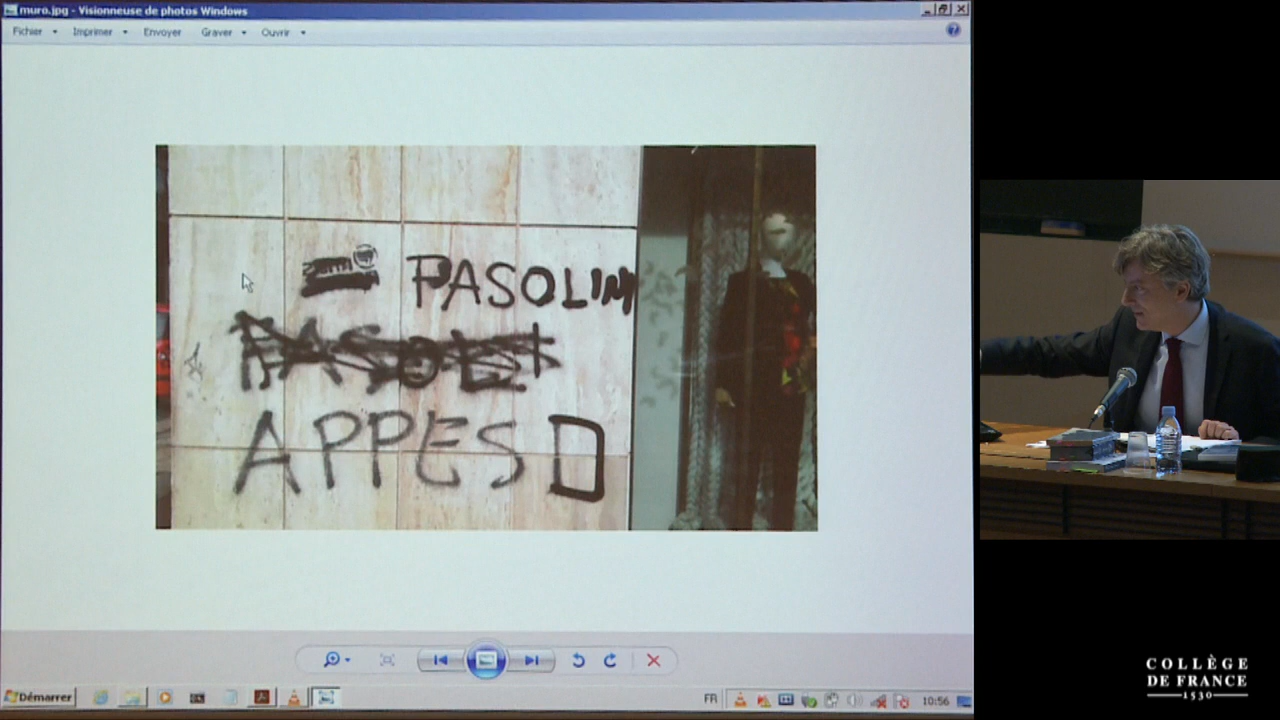 muro.jpg - Visionneuse de photos Windows
Fichier Imprimer Envoyer Graver Ouvrir
PASOLINI
APPESO
Démarrer
FR
10:56
COLLÈGE
DE FRANCE
1530